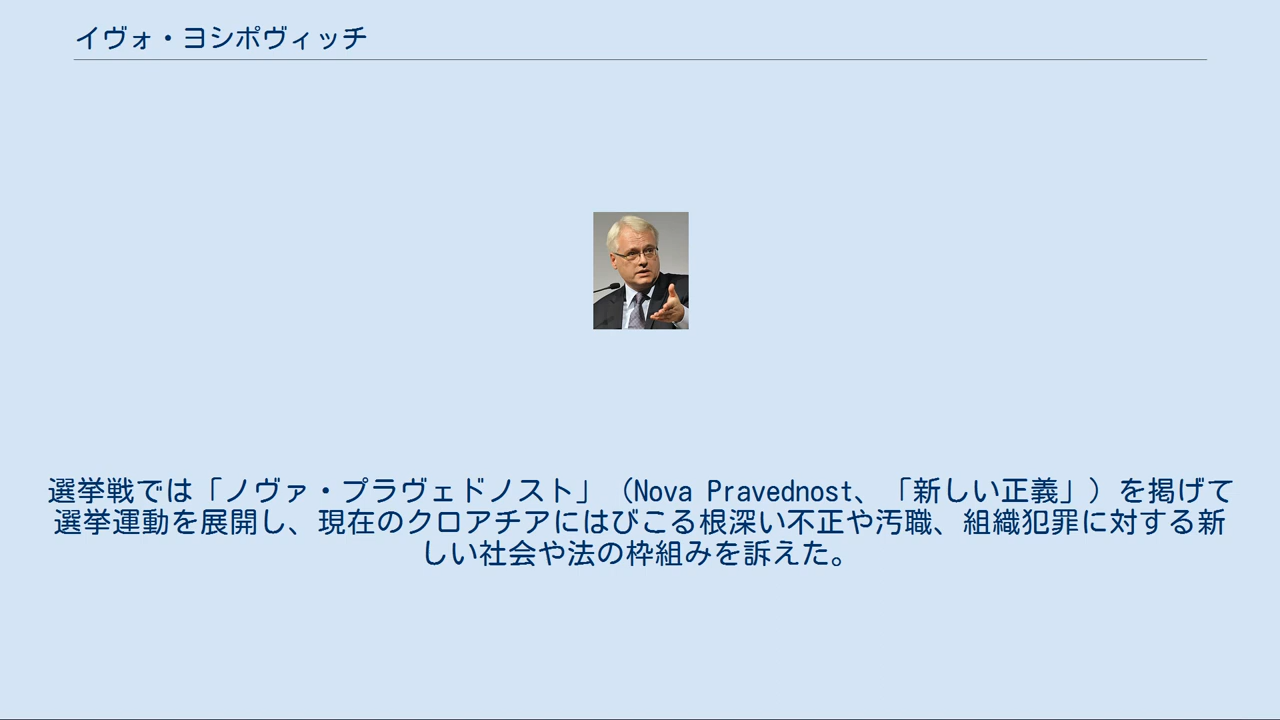 イヴォ・ヨシポヴィッチ
選挙戦では「ノヴァ・プラヴェドノスト」（Nova Pravednost、「新しい正義」）を掲げて
選挙運動を展開し、現在のクロアチアにはびこる根深い不正や汚職、組織犯罪に対する新
しい社会や法の枠組みを訴えた。